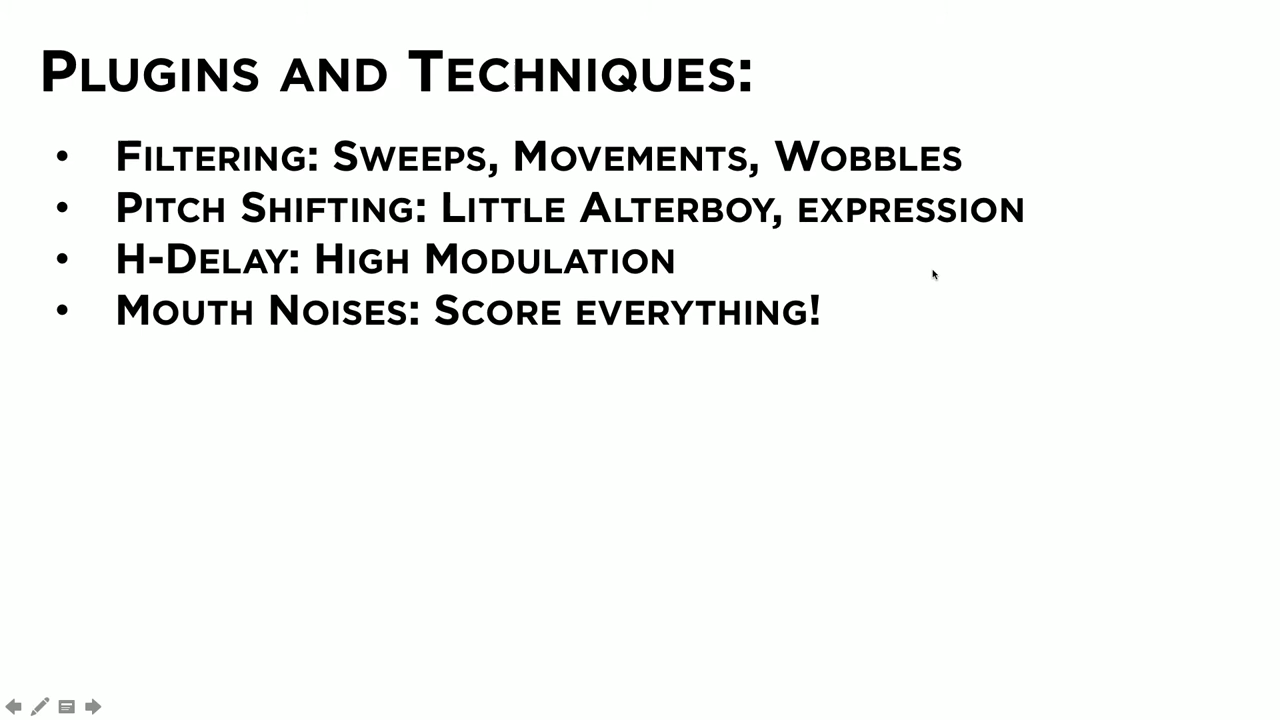 Plugins and Techniques:
• Filtering: Sweeps, Movements, Wobbles
• Pitch Shifting: Little Alterboy, expression
• H-Delay: High Modulation
• Mouth Noises: Score everything!